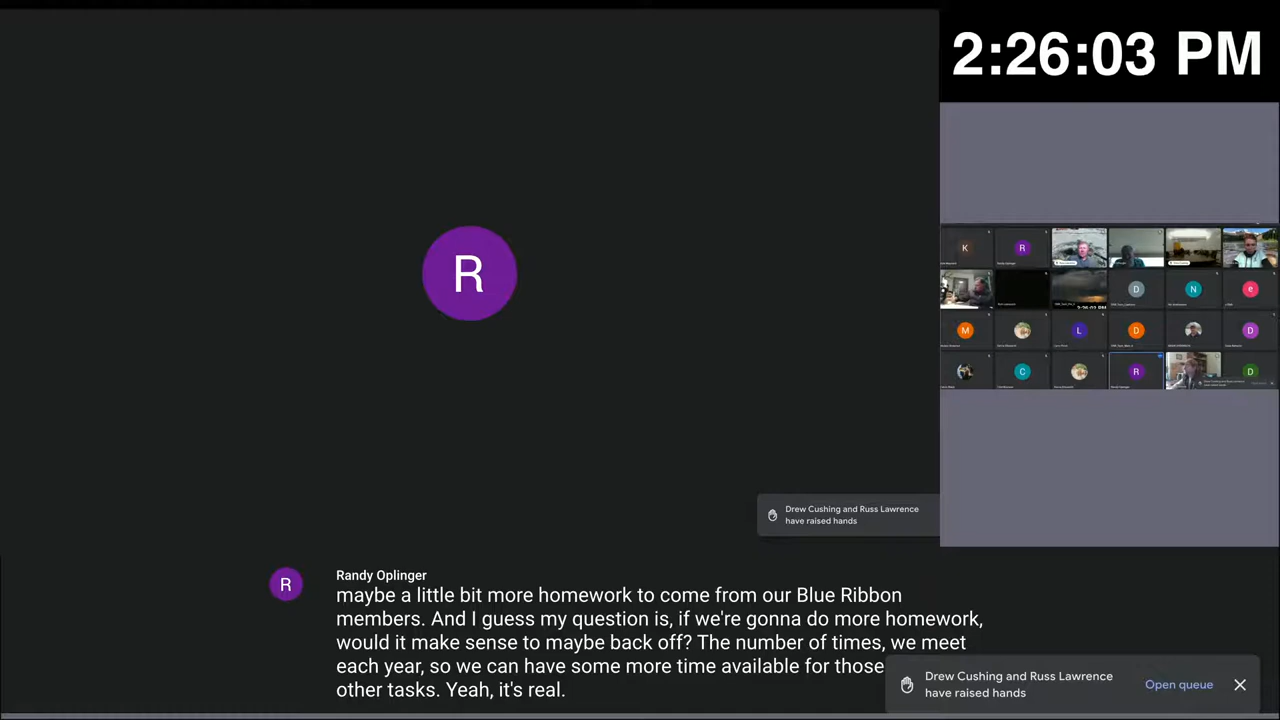 2:26:03 PM
R
K
R
D
N
e
M
L
D
D
C
R
D
Drew Cushing and Russ Lawrence
have raised hands
Randy Oplinger
R
maybe a little bit more homework to come from our Blue Ribbon
members. And I guess my question is, if we're gonna do more homework,
would it make sense to maybe back off? The number of times, we meet
each year, so we can have some more time available for those
other tasks. Yeah, it's real.
Drew Cushing and Russ Lawrence
have raised hands
Open queue